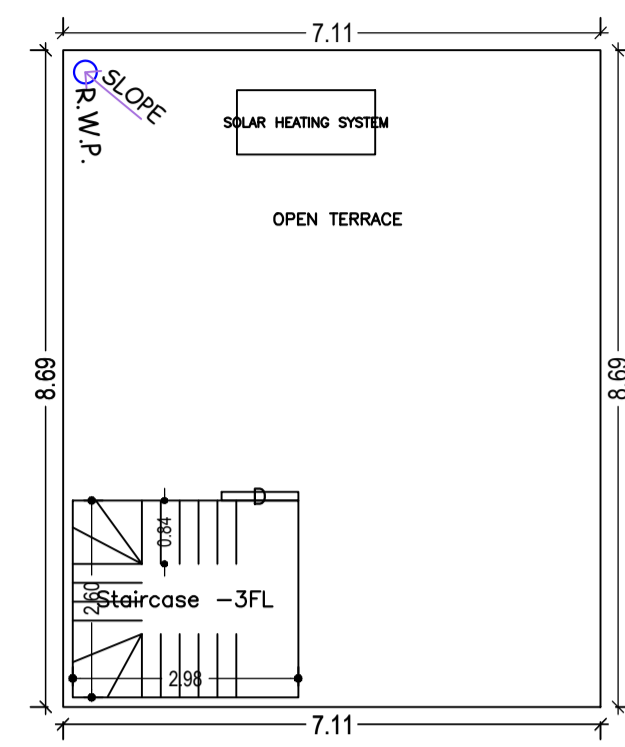 7.11
SLOPE
R.W.P.
SOLAR HEATING SYSTEM
OPEN TERRACE
8.69
8.69
D
0.84
2.60
Staircase -3FL
2.98
7.11